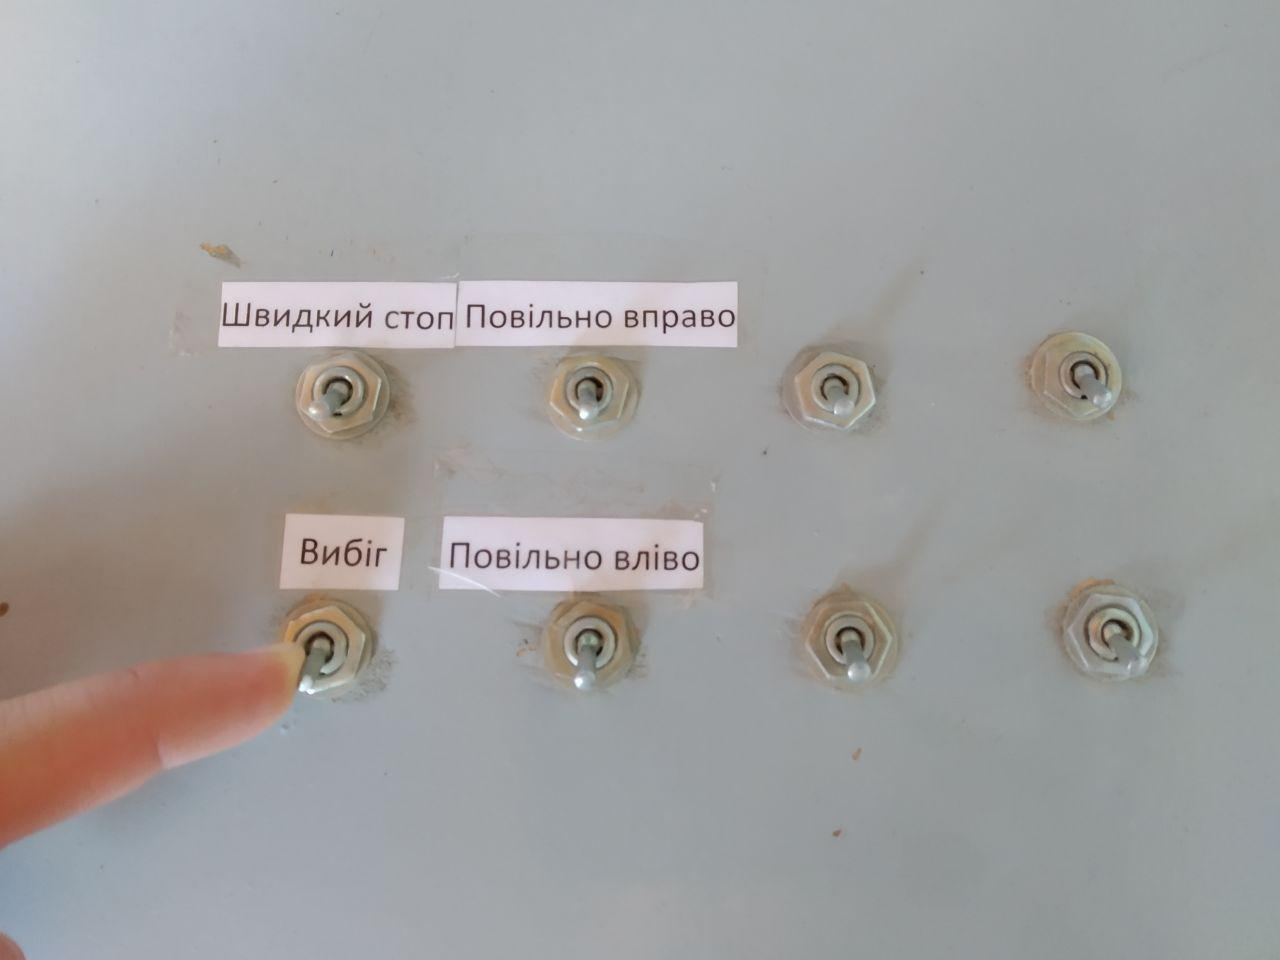 Швидкий стоп
Повільно вправо
Вибіг
Повільно вліво